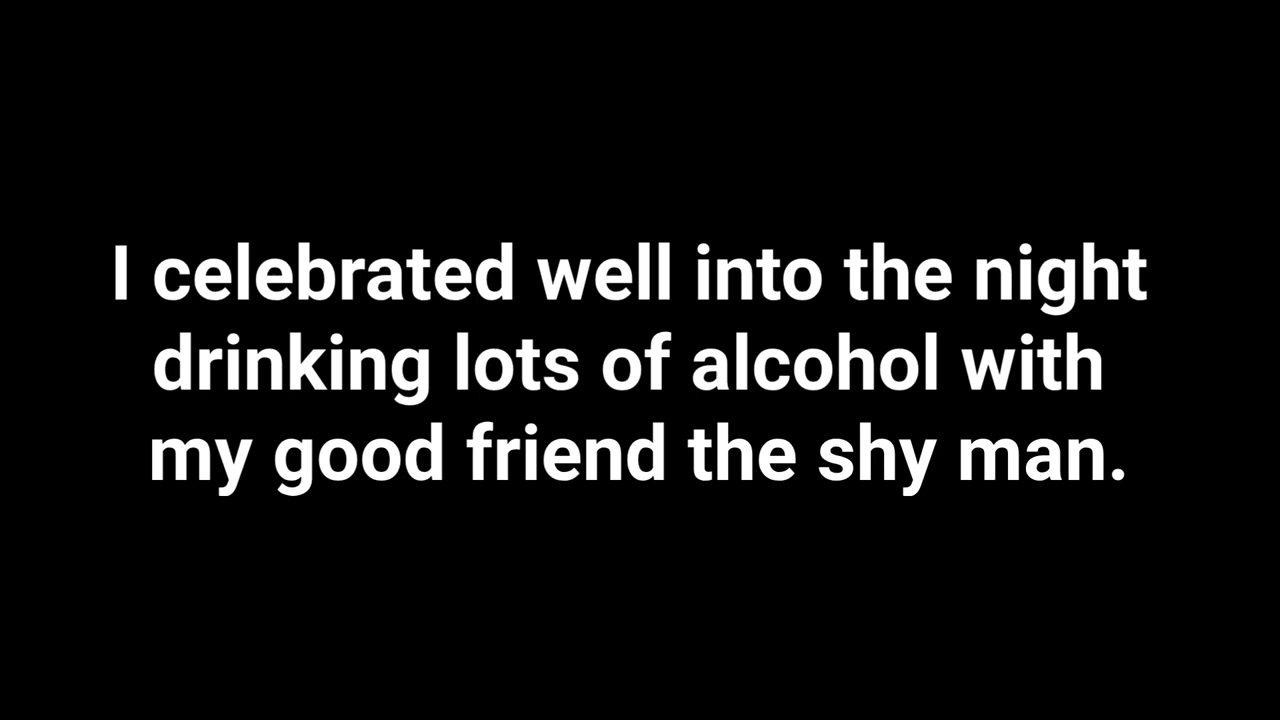 I celebrated well into the night
drinking lots of alcohol with
my good friend the shy man.